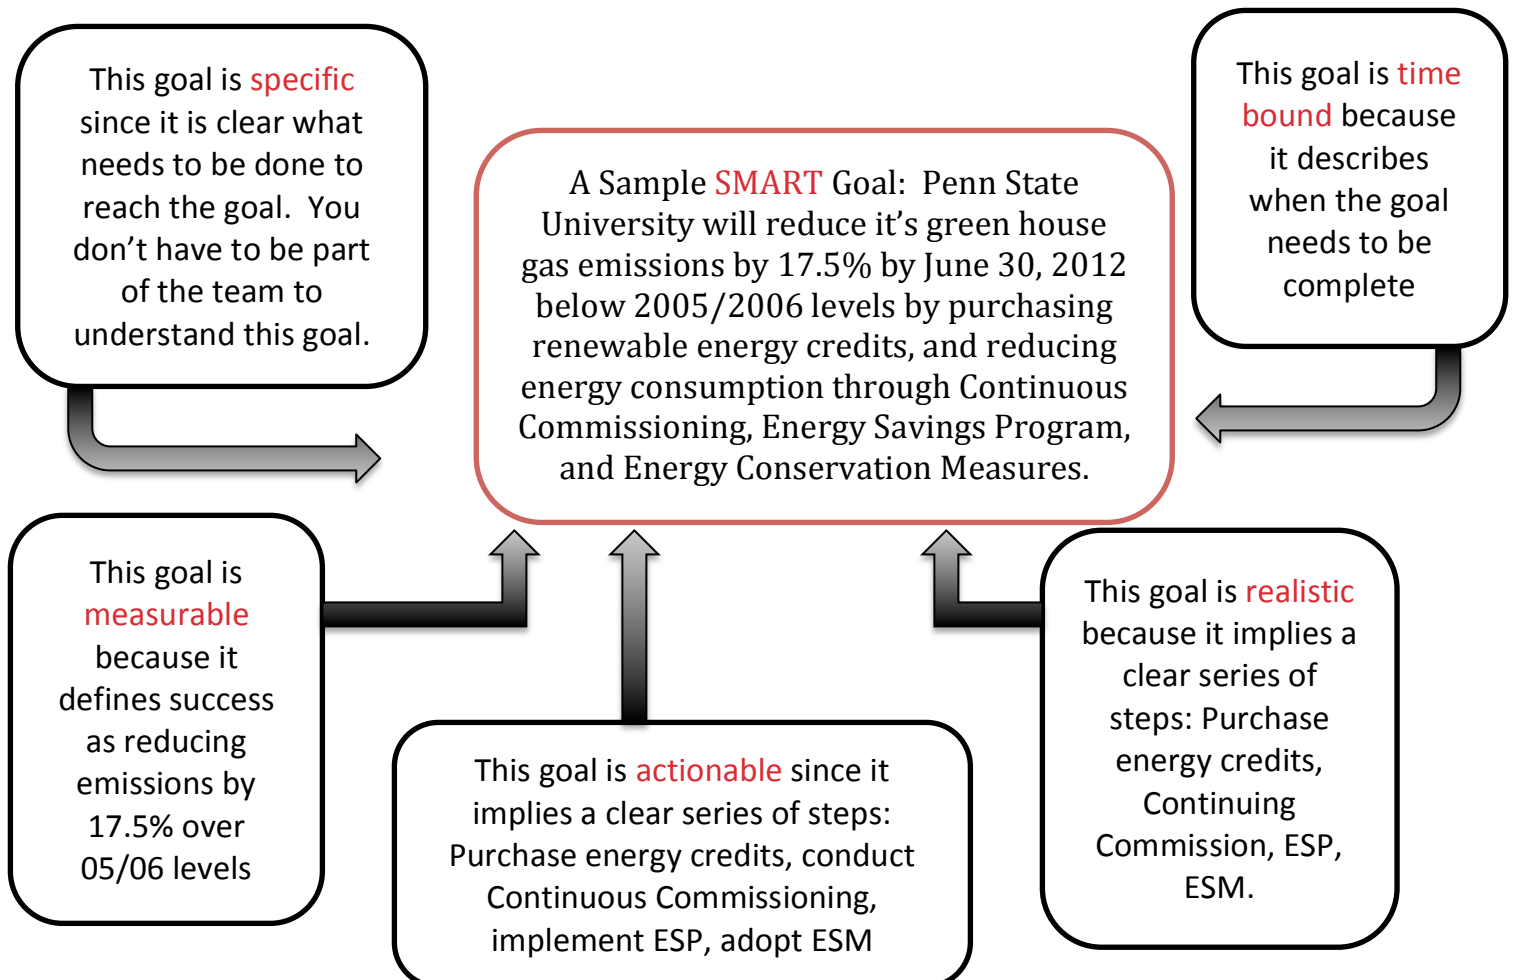 This goal is specific
since it is clear what
needs to be done to
reach the goal.  You
don’t have to be part
of the team to
understand this goal.
A Sample SMART Goal:  Penn State
University will reduce it’s green house
gas emissions by 17.5% by June 30, 2012
below 2005/2006 levels by purchasing
renewable energy credits, and reducing
energy consumption through Continuous
Commissioning, Energy Savings Program,
and Energy Conservation Measures.
This goal is time
bound because
it describes
when the goal
needs to be
complete
This goal is
measurable
because it
defines success
as reducing
emissions by
17.5% over
05/06 levels
This goal is actionable since it
implies a clear series of steps:
Purchase energy credits, conduct
Continuous Commissioning,
implement ESP, adopt ESM
This goal is realistic
because it implies a
clear series of
steps: Purchase
energy credits,
Continuing
Commission, ESP,
ESM.